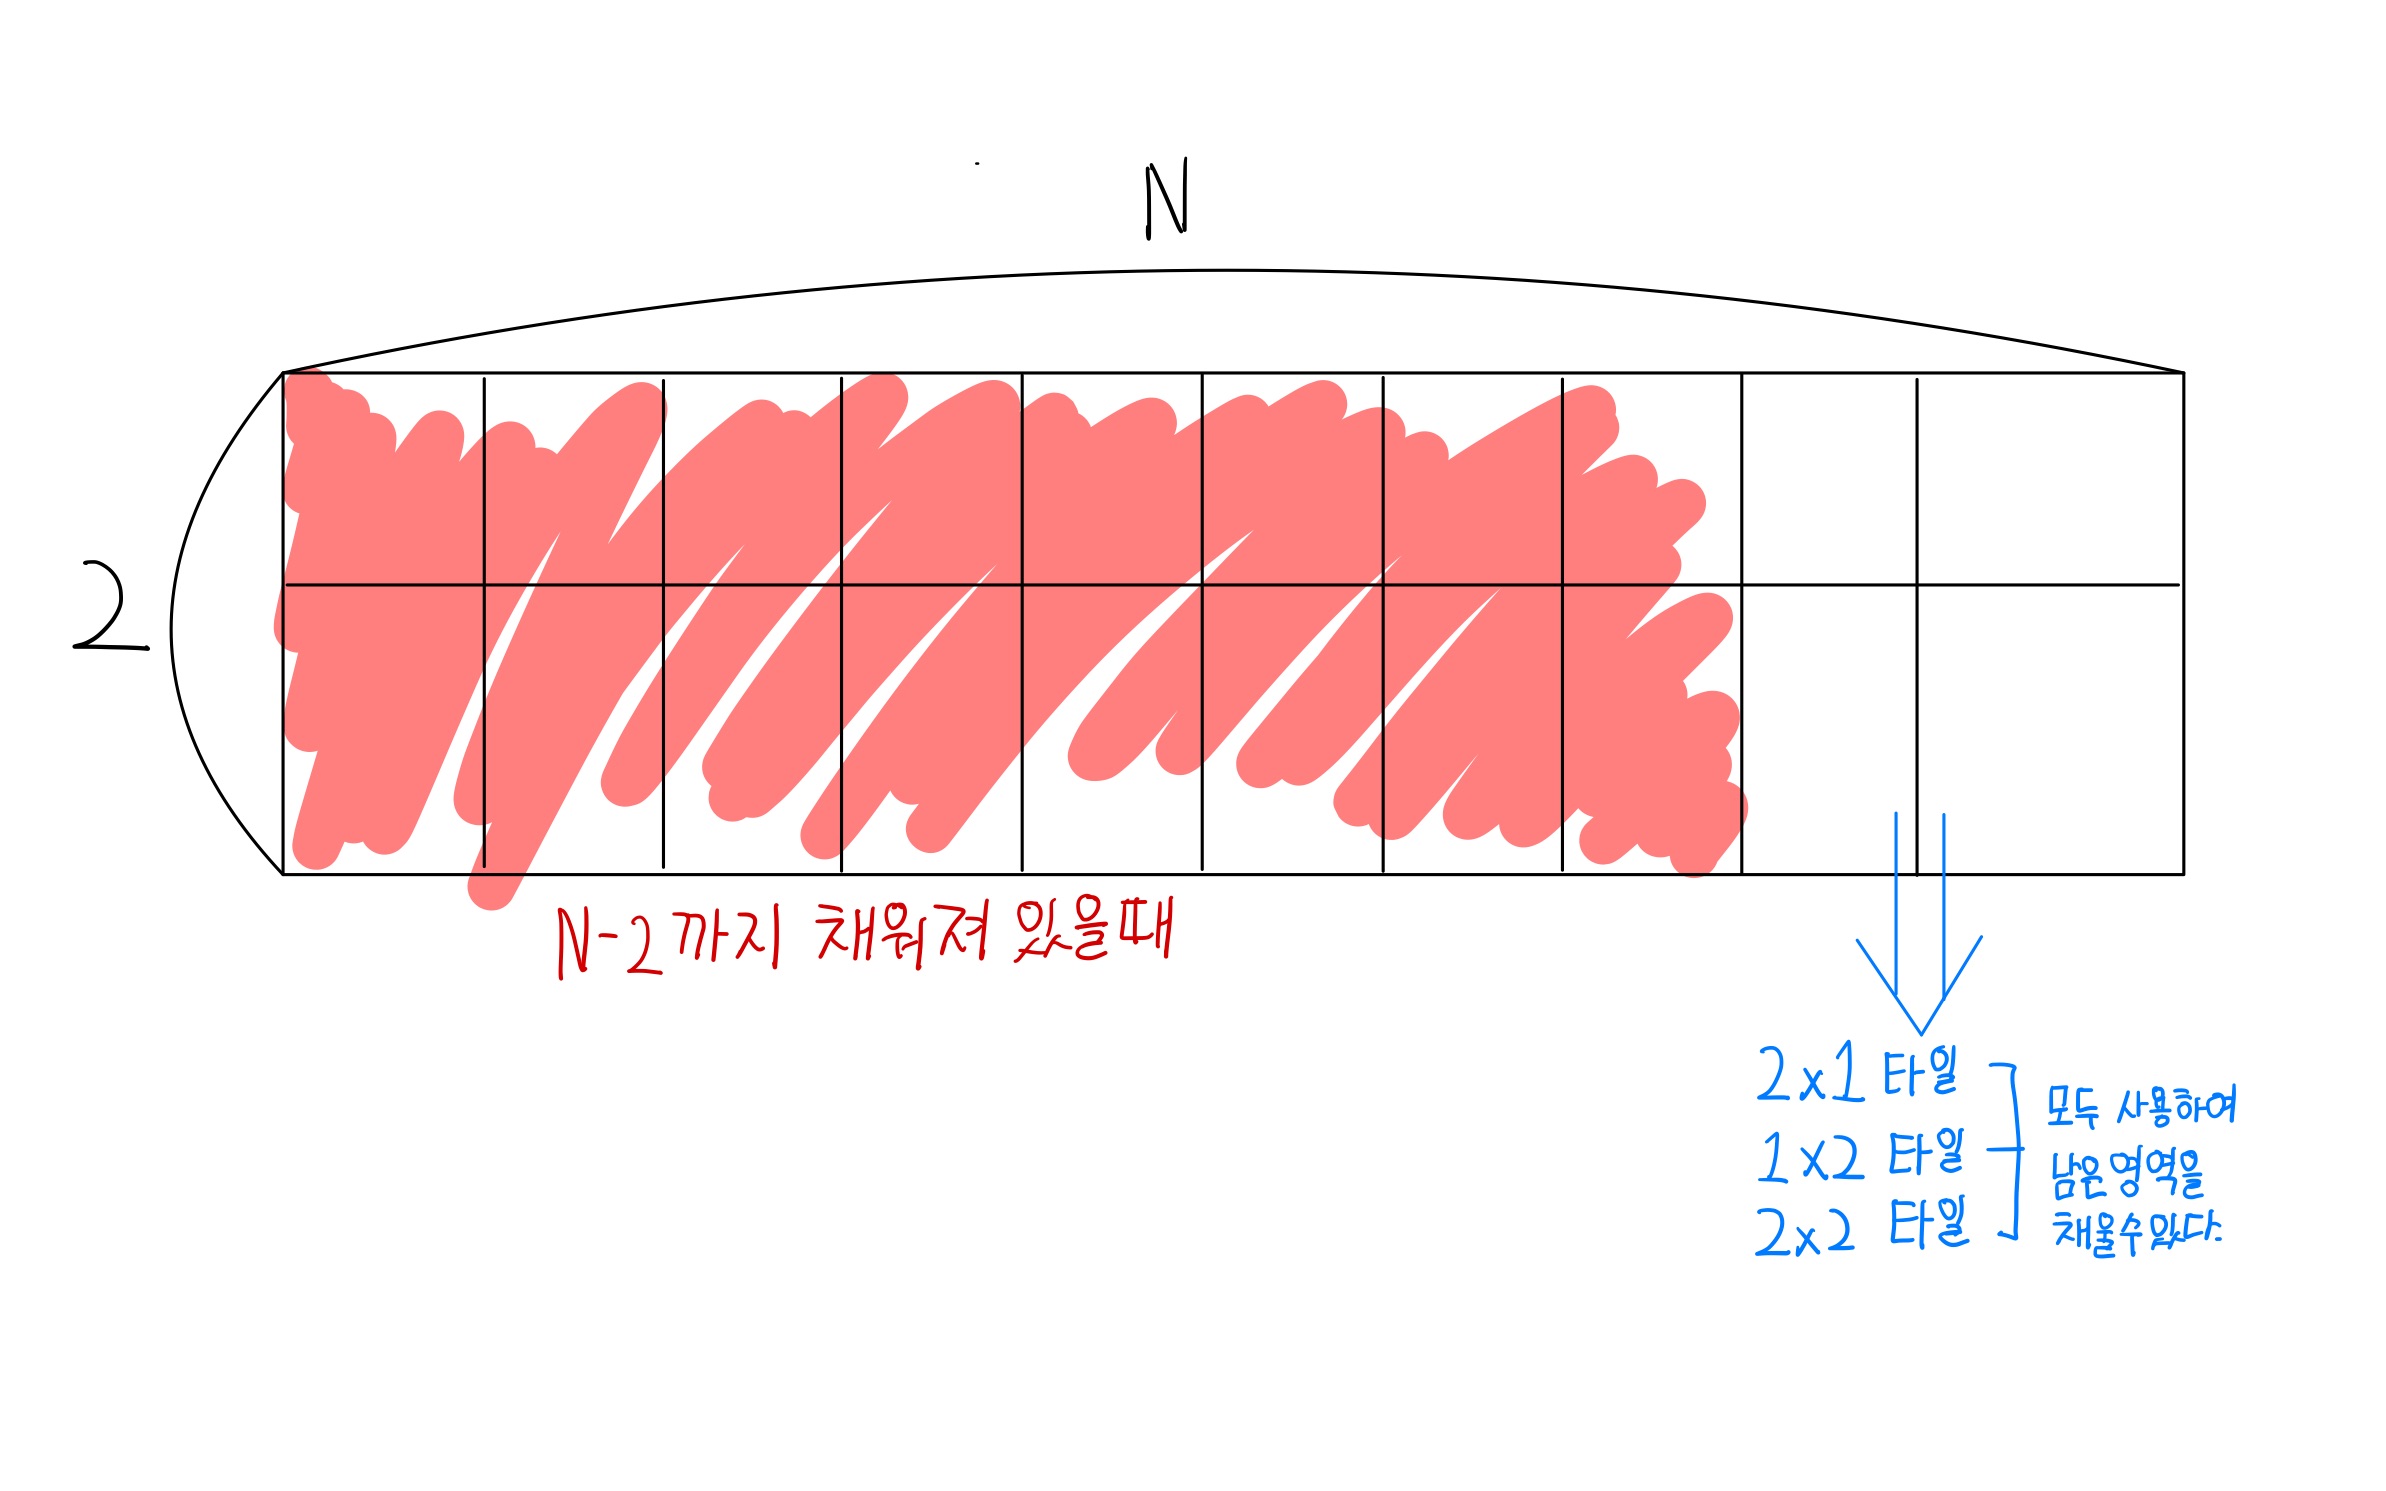 N
2
N-2까지 채워져 있을때
2x1 타일
1x2 타일
2x2 타일
모두 사용하여
남은 영역을
채울수 있다.